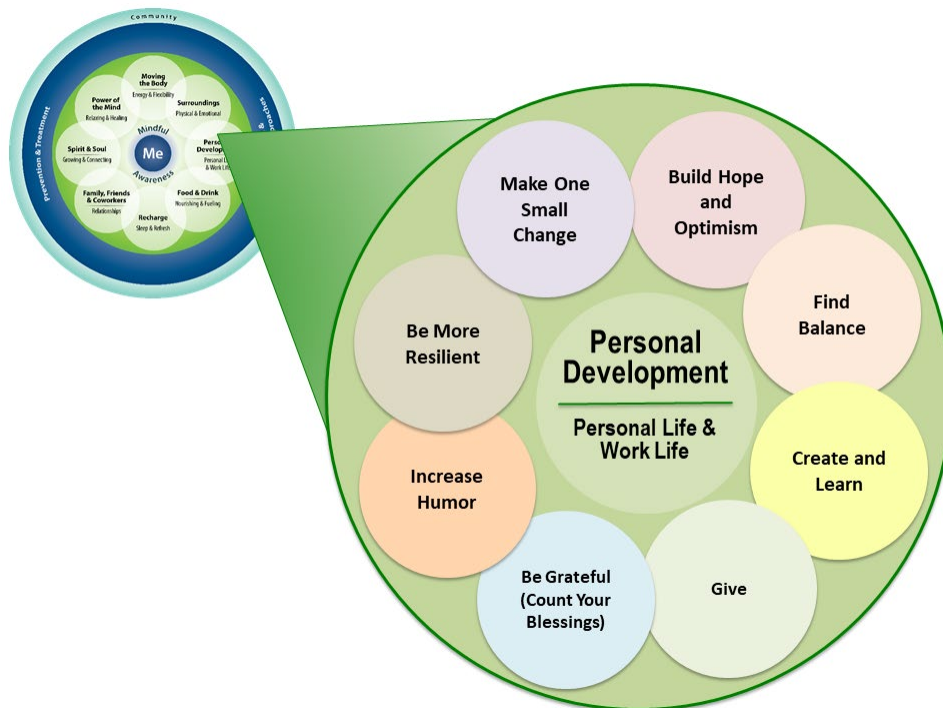 Community
Prevention & Treatment
Moving
the Body
Energy & Flexibility
Surroundings
Physical & Emotional
Power of
the Mind
Relaxing & Healing
Mindful
Me
Awareness
Spirit & Soul
Growing & Connecting
& Work Life
Family, Friends
& Coworkers
Relationships
Food & Drink
Nourishing & Fueling
Recharge
Sleep & Refresh
Make One
Small
Change
Build Hope
and
Optimism
Find
Balance
Be More
Resilient
Personal
Development
Personal Life &
Work Life
Create and
Learn
Increase
Humor
Be Grateful
(Count Your
Blessings)
Give